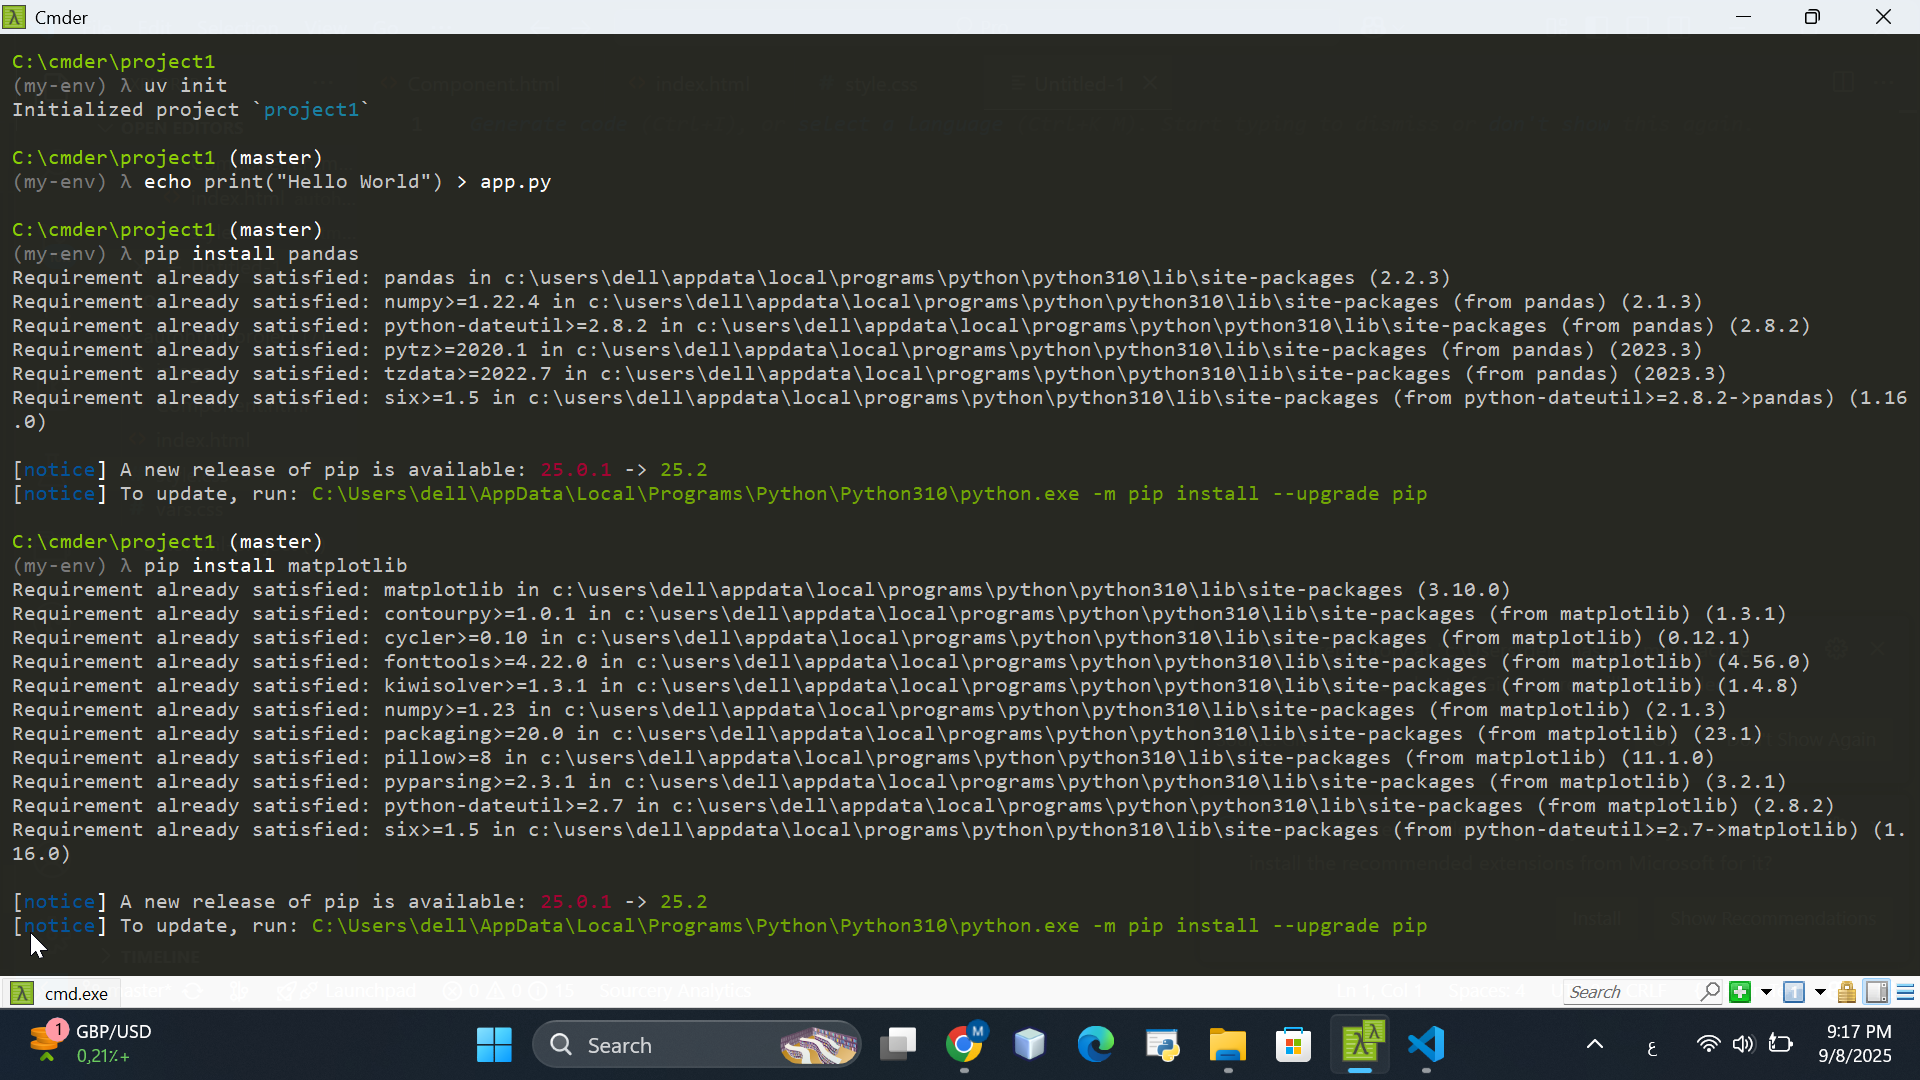 Cmder
C:\cmder\project1
(my-env) λ uv init
Initialized project `project1`
C:\cmder\project1 (master)
(my-env) λ echo print("Hello World") > app.py
C:\cmder\project1 (master)
(my-env) λ pip install pandas
Requirement already satisfied: pandas in c:\users\dell\appdata\local\programs\python\python310\lib\site-packages (2.2.3)
Requirement already satisfied: numpy>=1.22.4 in c:\users\dell\appdata\local\programs\python\python310\lib\site-packages (from pandas) (2.1.3)
Requirement already satisfied: python-dateutil>=2.8.2 in c:\users\dell\appdata\local\programs\python\python310\lib\site-packages (from pandas) (2.8.2)
Requirement already satisfied: pytz>=2020.1 in c:\users\dell\appdata\local\programs\python\python310\lib\site-packages (from pandas) (2023.3)
Requirement already satisfied: tzdata>=2022.7 in c:\users\dell\appdata\local\programs\python\python310\lib\site-packages (from pandas) (2023.3)
Requirement already satisfied: six>=1.5 in c:\users\dell\appdata\local\programs\python\python310\lib\site-packages (from python-dateutil>=2.8.2->pandas) (1.16
.0)
[notice] A new release of pip is available: 25.0.1 -> 25.2
[notice] To update, run: C:\Users\dell\AppData\Local\Programs\Python\Python310\python.exe -m pip install --upgrade pip
C:\cmder\project1 (master)
(my-env) λ pip install matplotlib
Requirement already satisfied: matplotlib in c:\users\dell\appdata\local\programs\python\python310\lib\site-packages (3.10.0)
Requirement already satisfied: contourpy>=1.0.1 in c:\users\dell\appdata\local\programs\python\python310\lib\site-packages (from matplotlib) (1.3.1)
Requirement already satisfied: cycler>=0.10 in c:\users\dell\appdata\local\programs\python\python310\lib\site-packages (from matplotlib) (0.12.1)
Requirement already satisfied: fonttools>=4.22.0 in c:\users\dell\appdata\local\programs\python\python310\lib\site-packages (from matplotlib) (4.56.0)
Requirement already satisfied: kiwisolver>=1.3.1 in c:\users\dell\appdata\local\programs\python\python310\lib\site-packages (from matplotlib) (1.4.8)
Requirement already satisfied: numpy>=1.23 in c:\users\dell\appdata\local\programs\python\python310\lib\site-packages (from matplotlib) (2.1.3)
Requirement already satisfied: packaging>=20.0 in c:\users\dell\appdata\local\programs\python\python310\lib\site-packages (from matplotlib) (23.1)
Requirement already satisfied: pillow>=8 in c:\users\dell\appdata\local\programs\python\python310\lib\site-packages (from matplotlib) (11.1.0)
Requirement already satisfied: pyparsing>=2.3.1 in c:\users\dell\appdata\local\programs\python\python310\lib\site-packages (from matplotlib) (3.2.1)
Requirement already satisfied: python-dateutil>=2.7 in c:\users\dell\appdata\local\programs\python\python310\lib\site-packages (from matplotlib) (2.8.2)
Requirement already satisfied: six>=1.5 in c:\users\dell\appdata\local\programs\python\python310\lib\site-packages (from python-dateutil>=2.7->matplotlib) (1.
16.0)
[notice] A new release of pip is available: 25.0.1 -> 25.2
[notice] To update, run: C:\Users\dell\AppData\Local\Programs\Python\Python310\python.exe -m pip install --upgrade pip
cmd.exe
Search
1
GBP/USD
0,21٪+
Search
M
ع
9:17 PM
9/8/2025